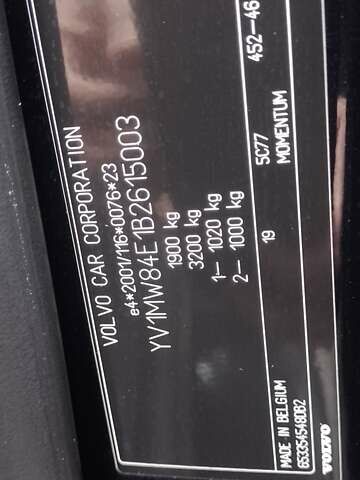 VOLVO CAR CORPORATION
e4*2001/116*0076*23
YV1MW84E1B2615003
1900 kg
3200 kg
1— 1020 kg
2— 1000 kg
19 5C77 452—46
MOMENTUM
MADE IN BELGIUM
VOLVO